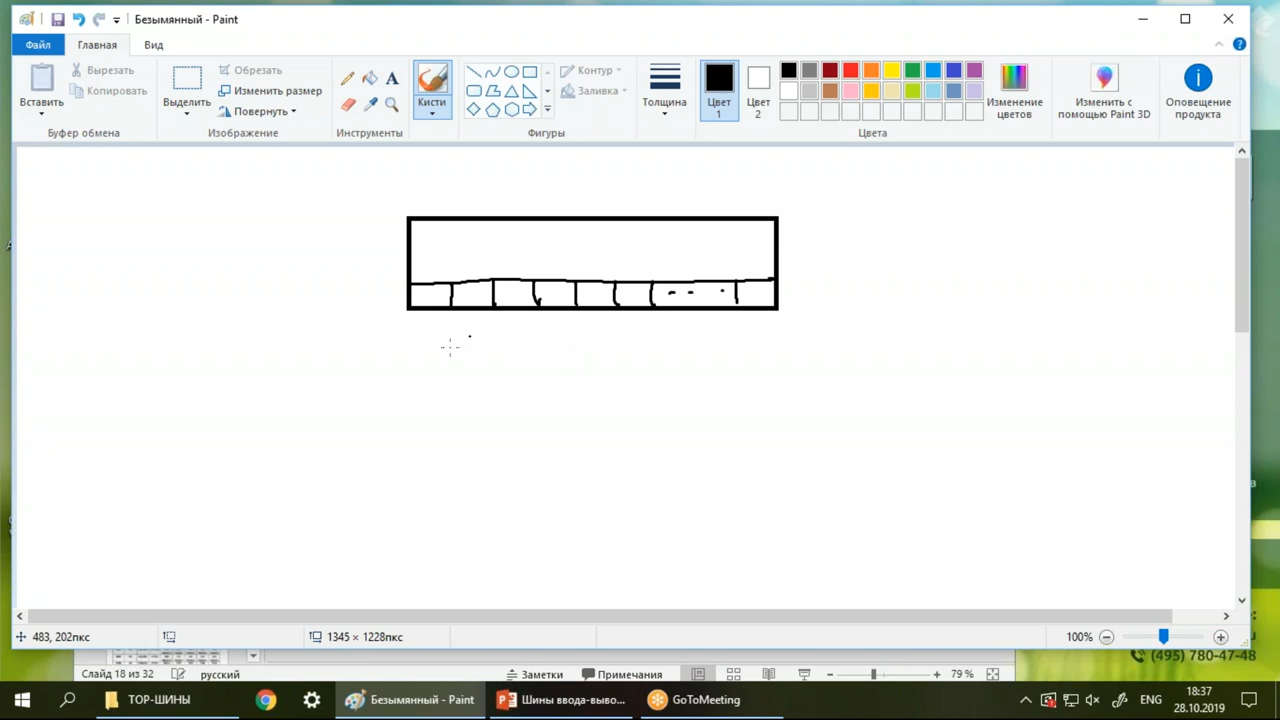 Безымянный - Paint
Файл Главная Вид
Вставить
Вырезать
Копировать
Буфер обмена
Выделить
Обрезать
Изменить размер
Повернуть
Изображение
A
Инструменты
Кисти
Контур
Заливка
Фигуры
Толщина
Цвет
1
Цвет
2
Изменение
цветов
Цвета
Изменить с
помощью Paint 3D
Оповещение
продукта
483, 202пкс 1345 × 1228пкс 100%
(495) 780-47-48
Слайд 18 из 32 русский Заметки Примечания 79 %
ТОР-ШИНЫ Безымянный - Paint Шины ввода-выво... GoToMeeting ENG 18:37
28.10.2019